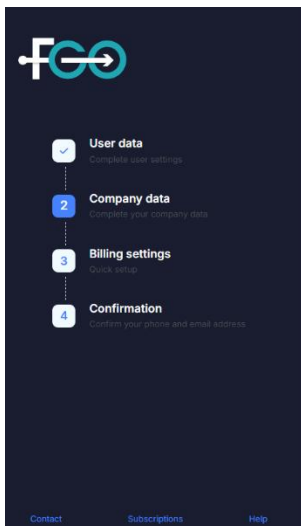 FGO
User data
Complete user settings
2
Company data
Complete your company data
3
Billing settings
Quick setup
4
Confirmation
Confirm your phone and email address
Contact Subscriptions Help